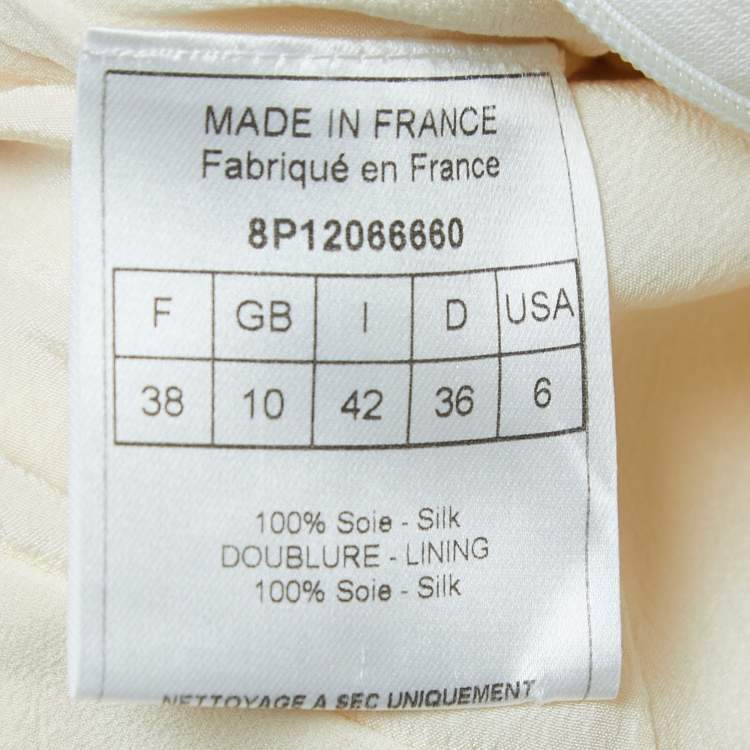 MADE IN FRANCE
Fabriqué en France
8P12066660
F GB I D USA
38 10 42 36 6
100% Soie - Silk
DOUBLURE - LINING
100% Soie - Silk
NETTOYAGE A SEC UNIQUEMENT